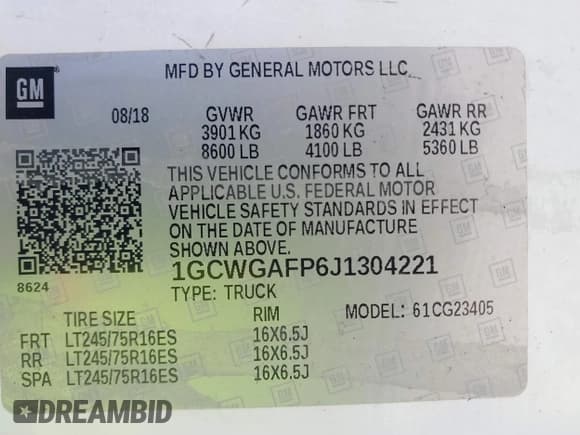 GM
MFD BY GENERAL MOTORS LLC
08/18 GVWR GAWR FRT GAWR RR
3901 KG 1860 KG 2431 KG
8600 LB 4100 LB 5360 LB
THIS VEHICLE CONFORMS TO ALL
APPLICABLE U.S. FEDERAL MOTOR
VEHICLE SAFETY STANDARDS IN EFFECT
ON THE DATE OF MANUFACTURE
SHOWN ABOVE.
8624
1GCWGAFP6J1304221
TYPE: TRUCK
MODEL: 61CG23405
TIRE SIZE RIM
FRT LT245/75R16ES 16X6.5J
RR LT245/75R16ES 16X6.5J
SPA LT245/75R16ES 16X6.5J
DREAMBID